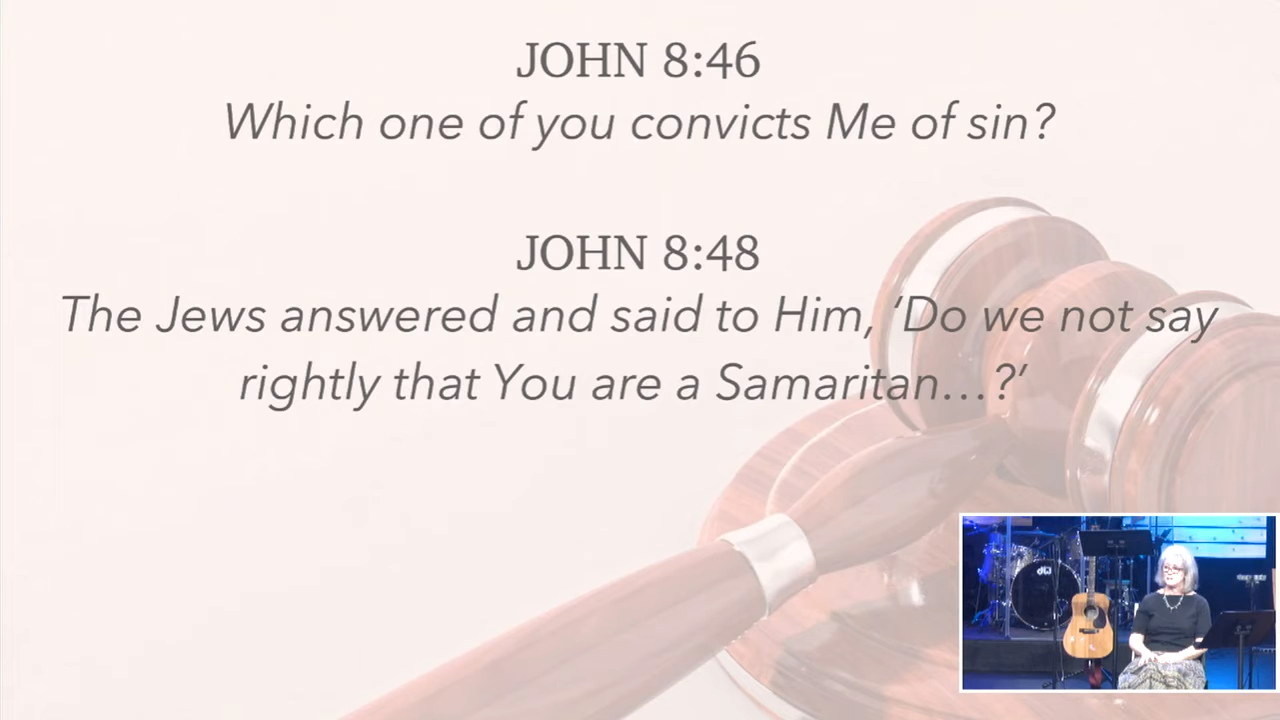 JOHN 8:46
Which one of you convicts Me of sin?
JOHN 8:48
The Jews answered and said to Him, ‘Do we not say
rightly that You are a Samaritan…?’
dw